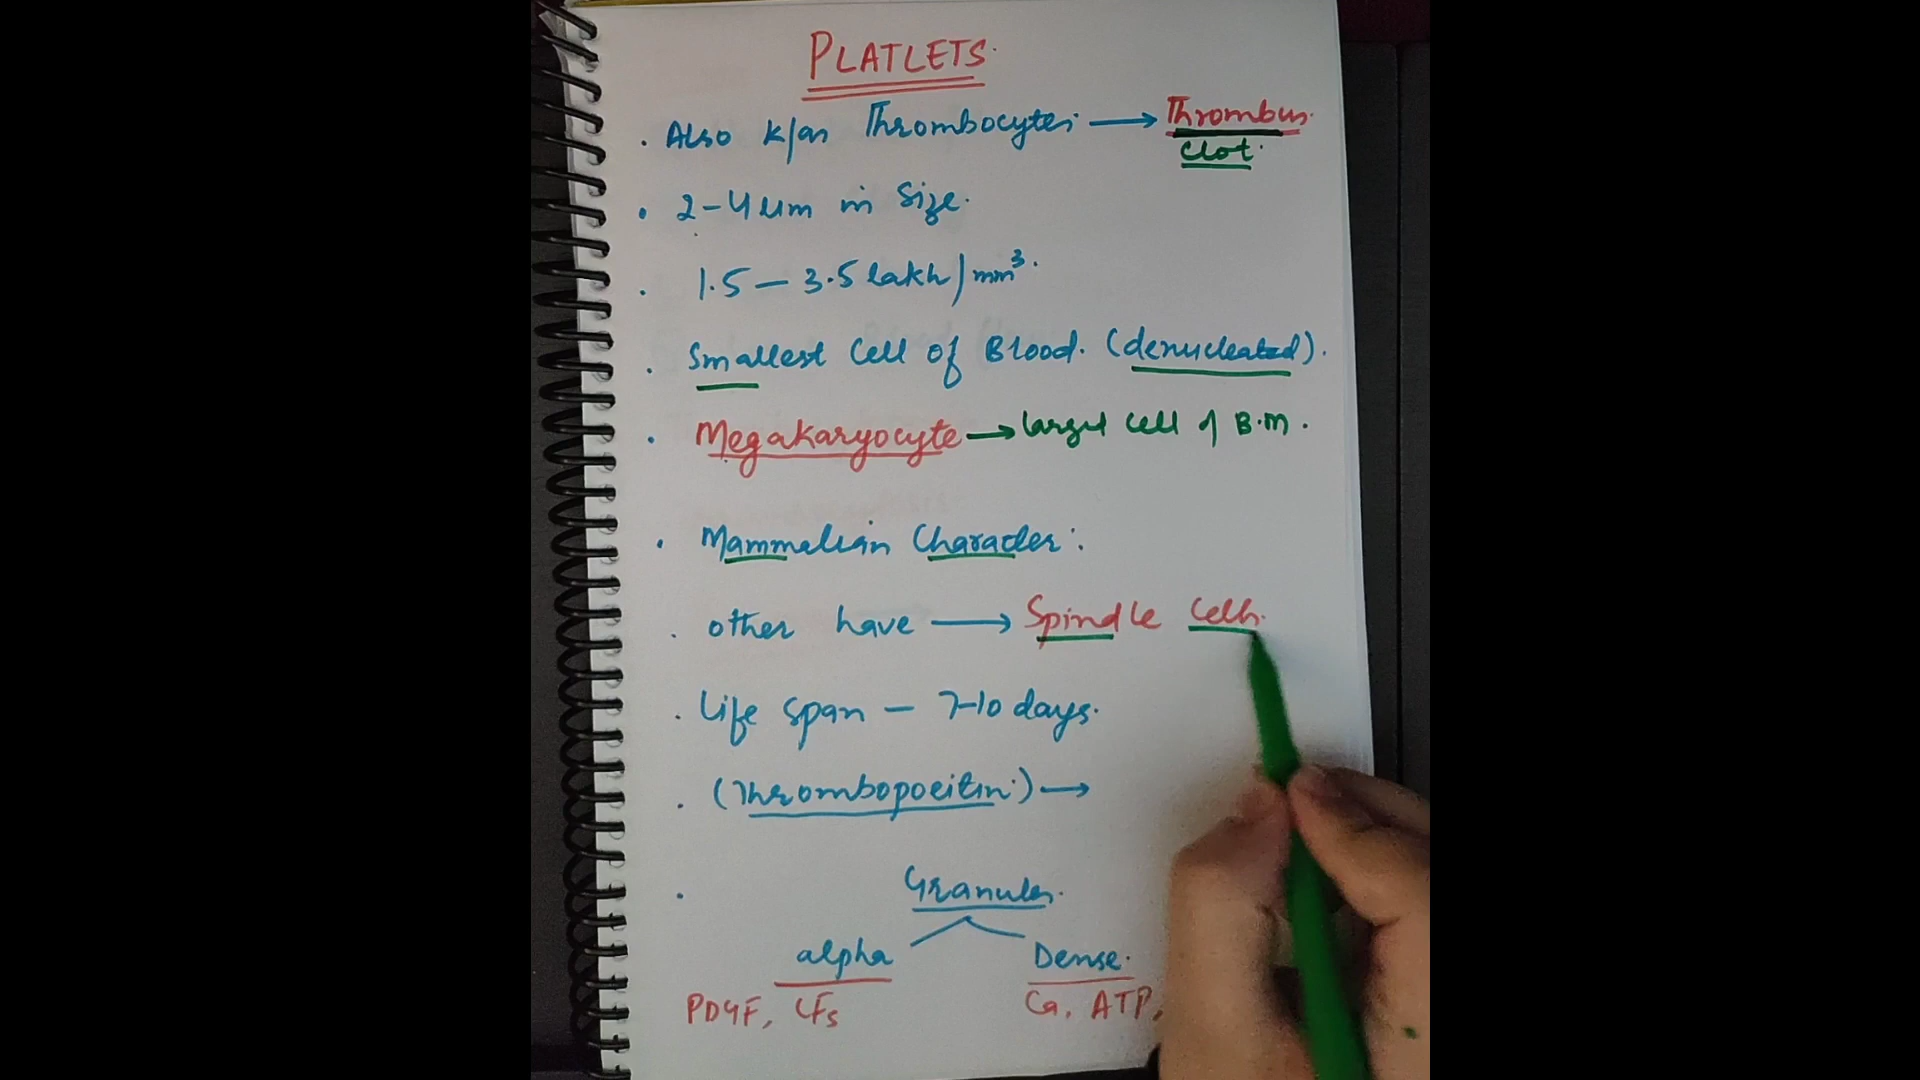 PLATLETS.
. Also k/as Thrombocytes. → Thrombus.
Clot.
. 2-4 um in Size.
. 1.5 – 3.5 lakh/mm³.
. Smallest Cell of Blood. (denucleated).
. Megakaryocyte → largest cell of B.M.
. Mammalian Character.
. other have → Spindle Cells.
. Life span – 7-10 days.
. (Thrombopoeitin.) →
. Granules.
alpha Dense.
PDGF, CFs Ca, ATP,